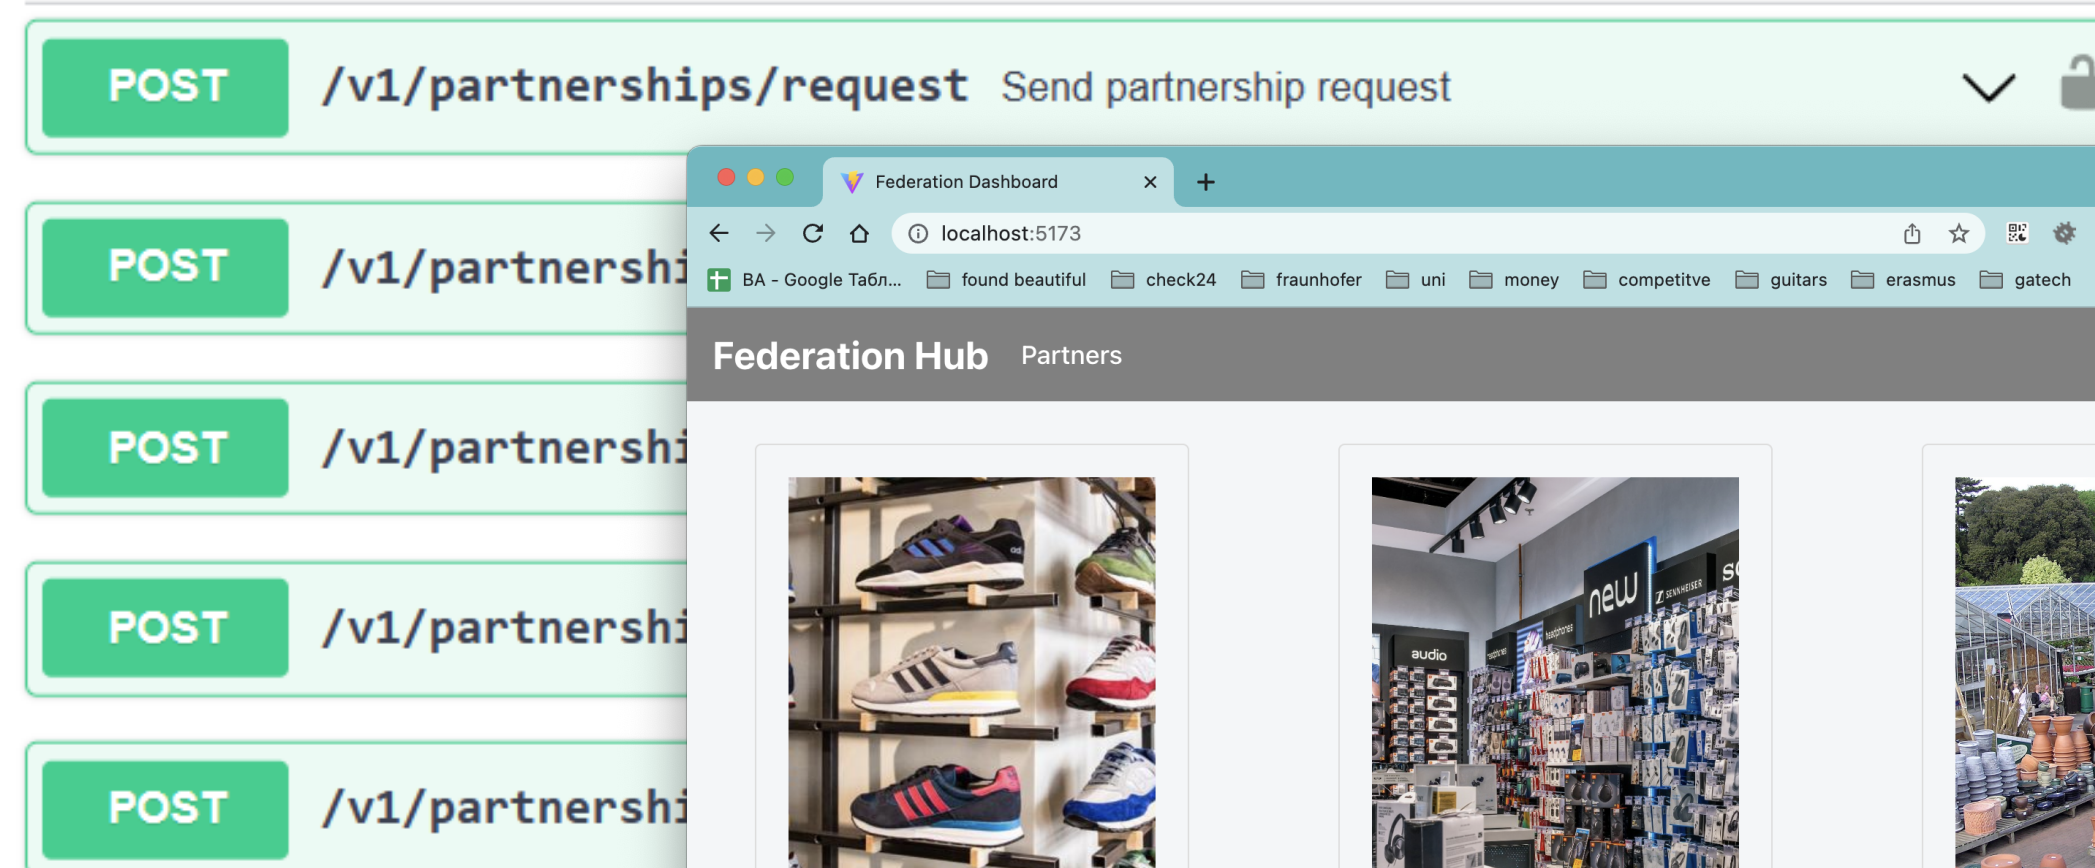 POST /v1/partnerships/request Send partnership request
Federation Dashboard
localhost:5173
BA - Google Табл... found beautiful check24 fraunhofer uni money competitve guitars erasmus gatech
POST /v1/partnershi
Federation Hub Partners
POST /v1/partnershi
POST /v1/partnershi
new SENNHEISER
headphones
audio
POST /v1/partnershi